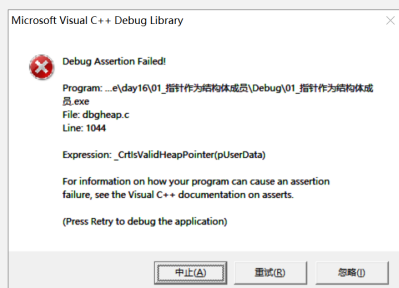 Microsoft Visual C++ Debug Library
Debug Assertion Failed!
Program: ...e\day16\01_指针作为结构体成员\Debug\01_指针作为结构体成
员.exe
File: dbgheap.c
Line: 1044
Expression: _CrtIsValidHeapPointer(pUserData)
For information on how your program can cause an assertion
failure, see the Visual C++ documentation on asserts.
(Press Retry to debug the application)
中止(A)
重试(R)
忽略(I)